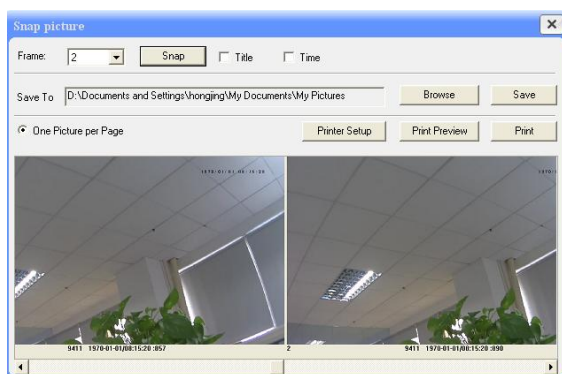 Snap picture
Frame: 2 Snap Title Time
Save To D:\Documents and Settings\hongjing\My Documents\My Pictures Browse Save
One Picture per Page Printer Setup Print Preview Print
9411 1970-01-01/08:15:20 :857 2 9411 1970-01-01/08:15:20 :890